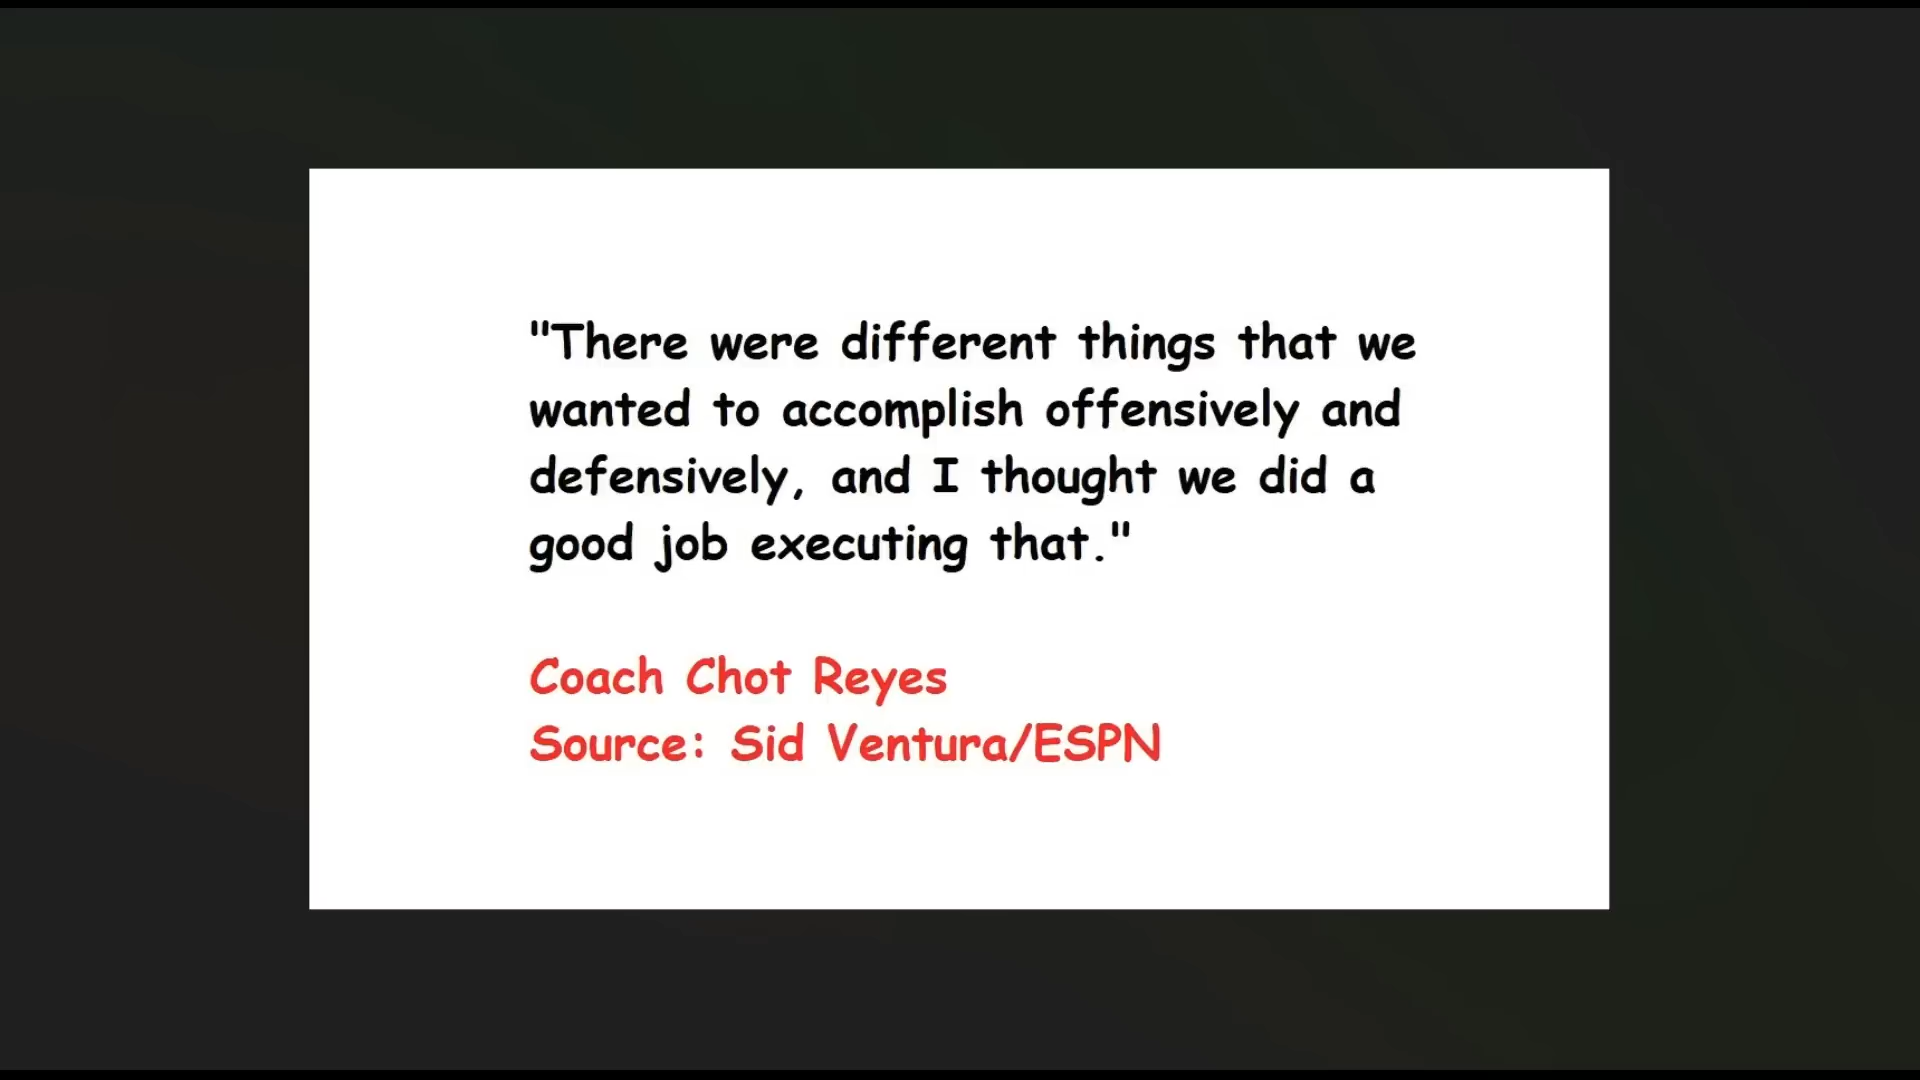 "There were different things that we
wanted to accomplish offensively and
defensively, and I thought we did a
good job executing that."
Coach Chot Reyes
Source: Sid Ventura/ESPN